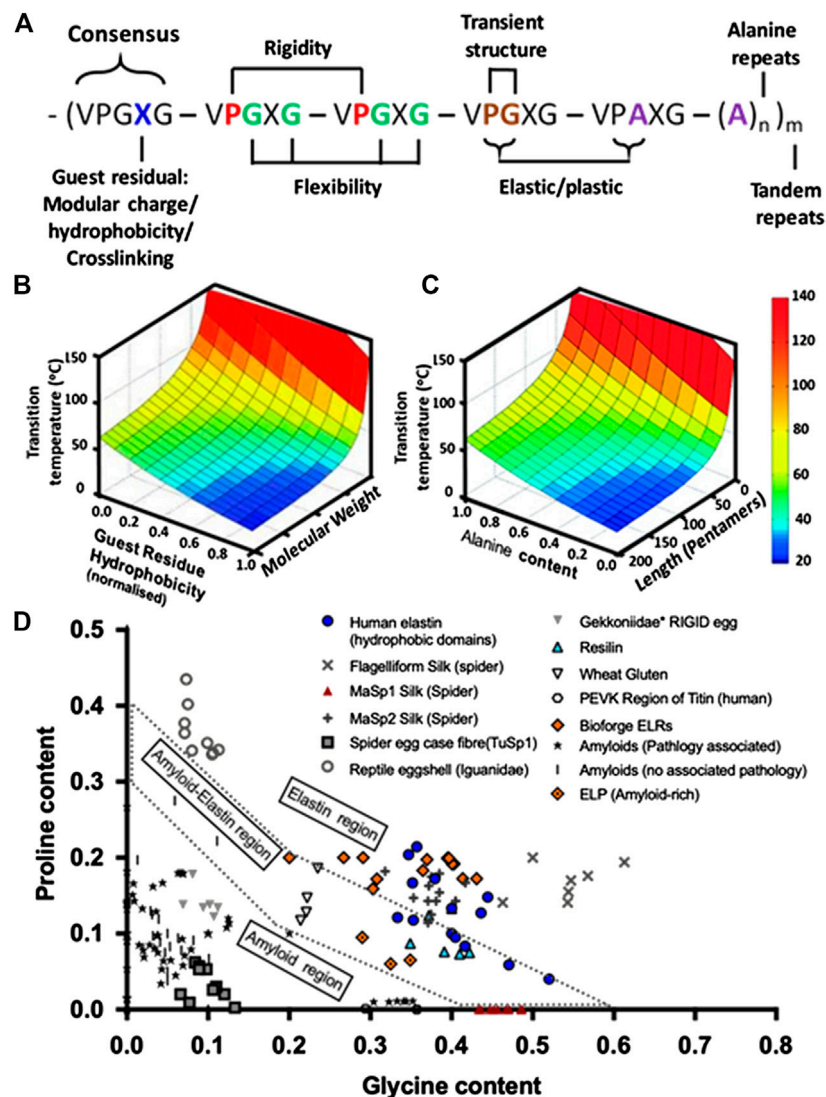 A
Consensus
Rigidity
Transient
structure
Alanine
repeats
- (VPGXG – VPGXG – VPGXG – VPGXG – VPAXG – (A)n)m
Guest residual:
Modular charge/
hydrophobicity/
Crosslinking
Flexibility
Elastic/plastic
Tandem
repeats
B
Transition
temperature (°C)
150
100
50
0
0.0
0.2
0.4
0.6
0.8
1.0
Guest Residue
Hydrophobicity
(normalised)
Molecular Weight
C
Transition
temperature (°C)
150
100
50
0
1.0
0.8
0.6
0.4
0.2
0.0
Alanine content
200
150
100
50
0
Length (Pentamers)
140
120
100
80
60
40
20
D
Proline content
0.5
0.4
0.3
0.2
0.1
0.0
Human elastin
(hydrophobic domains)
Flagelliform Silk (spider)
MaSp1 Silk (Spider)
MaSp2 Silk (Spider)
Spider egg case fibre(TuSp1)
Reptile eggshell (Iguanidae)
Gekkoniidae* RIGID egg
Resilin
Wheat Gluten
PEVK Region of Titin (human)
Bioforge ELRs
Amyloids (Pathlogy associated)
Amyloids (no associated pathology)
ELP (Amyloid-rich)
Amyloid-Elastin region
Elastin region
Amyloid region
0.0
0.1
0.2
0.3
0.4
0.5
0.6
0.7
0.8
Glycine content